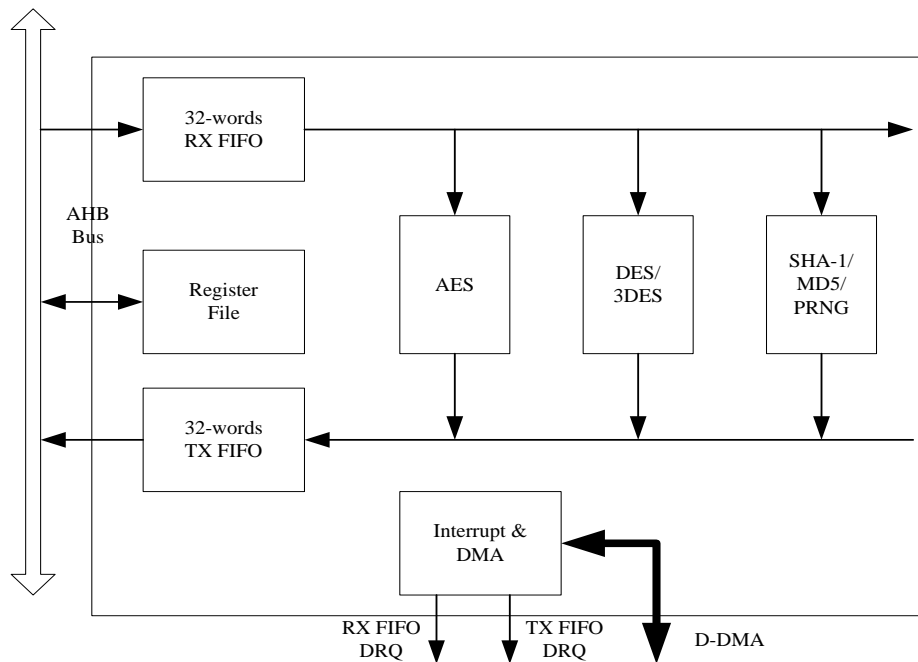 32-words
RX FIFO
AHB
Bus
Register
File
AES
DES/
3DES
SHA-1/
MD5/
PRNG
32-words
TX FIFO
Interrupt &
DMA
RX FIFO
DRQ
TX FIFO
DRQ
D-DMA